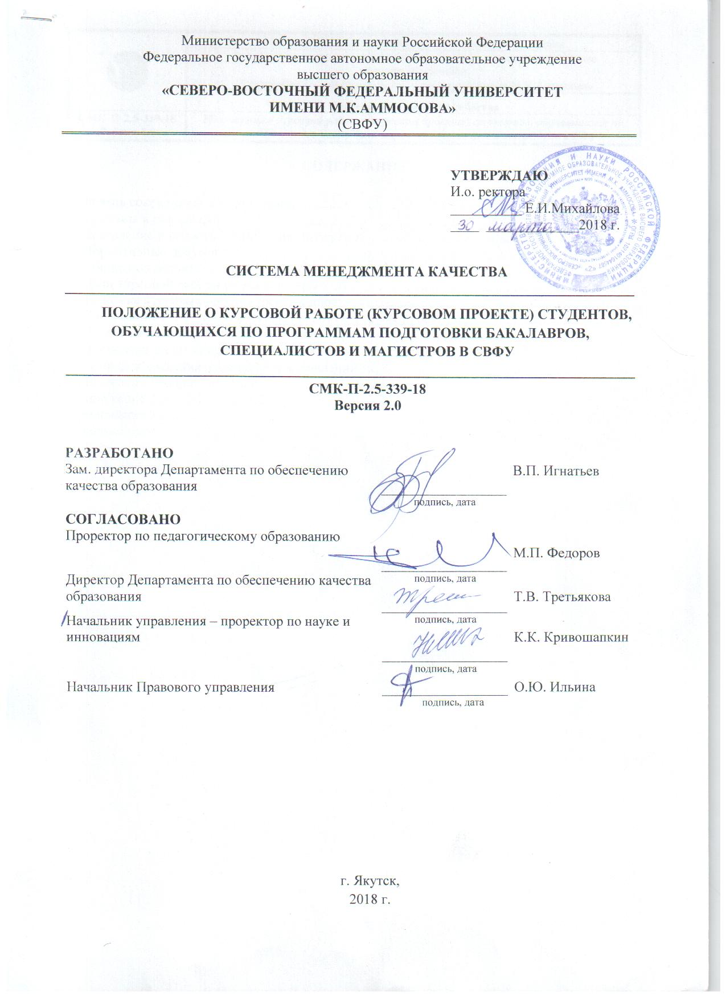 Министерство образования и науки Российской Федерации
Федеральное государственное автономное образовательное учреждение
высшего образования
«СЕВЕРО-ВОСТОЧНЫЙ ФЕДЕРАЛЬНЫЙ УНИВЕРСИТЕТ
ИМЕНИ М.К.АММОСОВА»
(СВФУ)
УТВЕРЖДАЮ
И.о. ректора
Е.И.Михайлова
30 марта 2018 г.
СИСТЕМА МЕНЕДЖМЕНТА КАЧЕСТВА
ПОЛОЖЕНИЕ О КУРСОВОЙ РАБОТЕ (КУРСОВОМ ПРОЕКТЕ) СТУДЕНТОВ,
ОБУЧАЮЩИХСЯ ПО ПРОГРАММАМ ПОДГОТОВКИ БАКАЛАВРОВ,
СПЕЦИАЛИСТОВ И МАГИСТРОВ В СВФУ
СМК-П-2.5-339-18
Версия 2.0
РАЗРАБОТАНО
Зам. директора Департамента по обеспечению
качества образования
В.П. Игнатьев
подпись, дата
СОГЛАСОВАНО
Проректор по педагогическому образованию
М.П. Федоров
подпись, дата
Директор Департамента по обеспечению качества
образования
Т.В. Третьякова
подпись, дата
Начальник управления – проректор по науке и
инновациям
К.К. Кривошапкин
подпись, дата
Начальник Правового управления
О.Ю. Ильина
подпись, дата
г. Якутск,
2018 г.